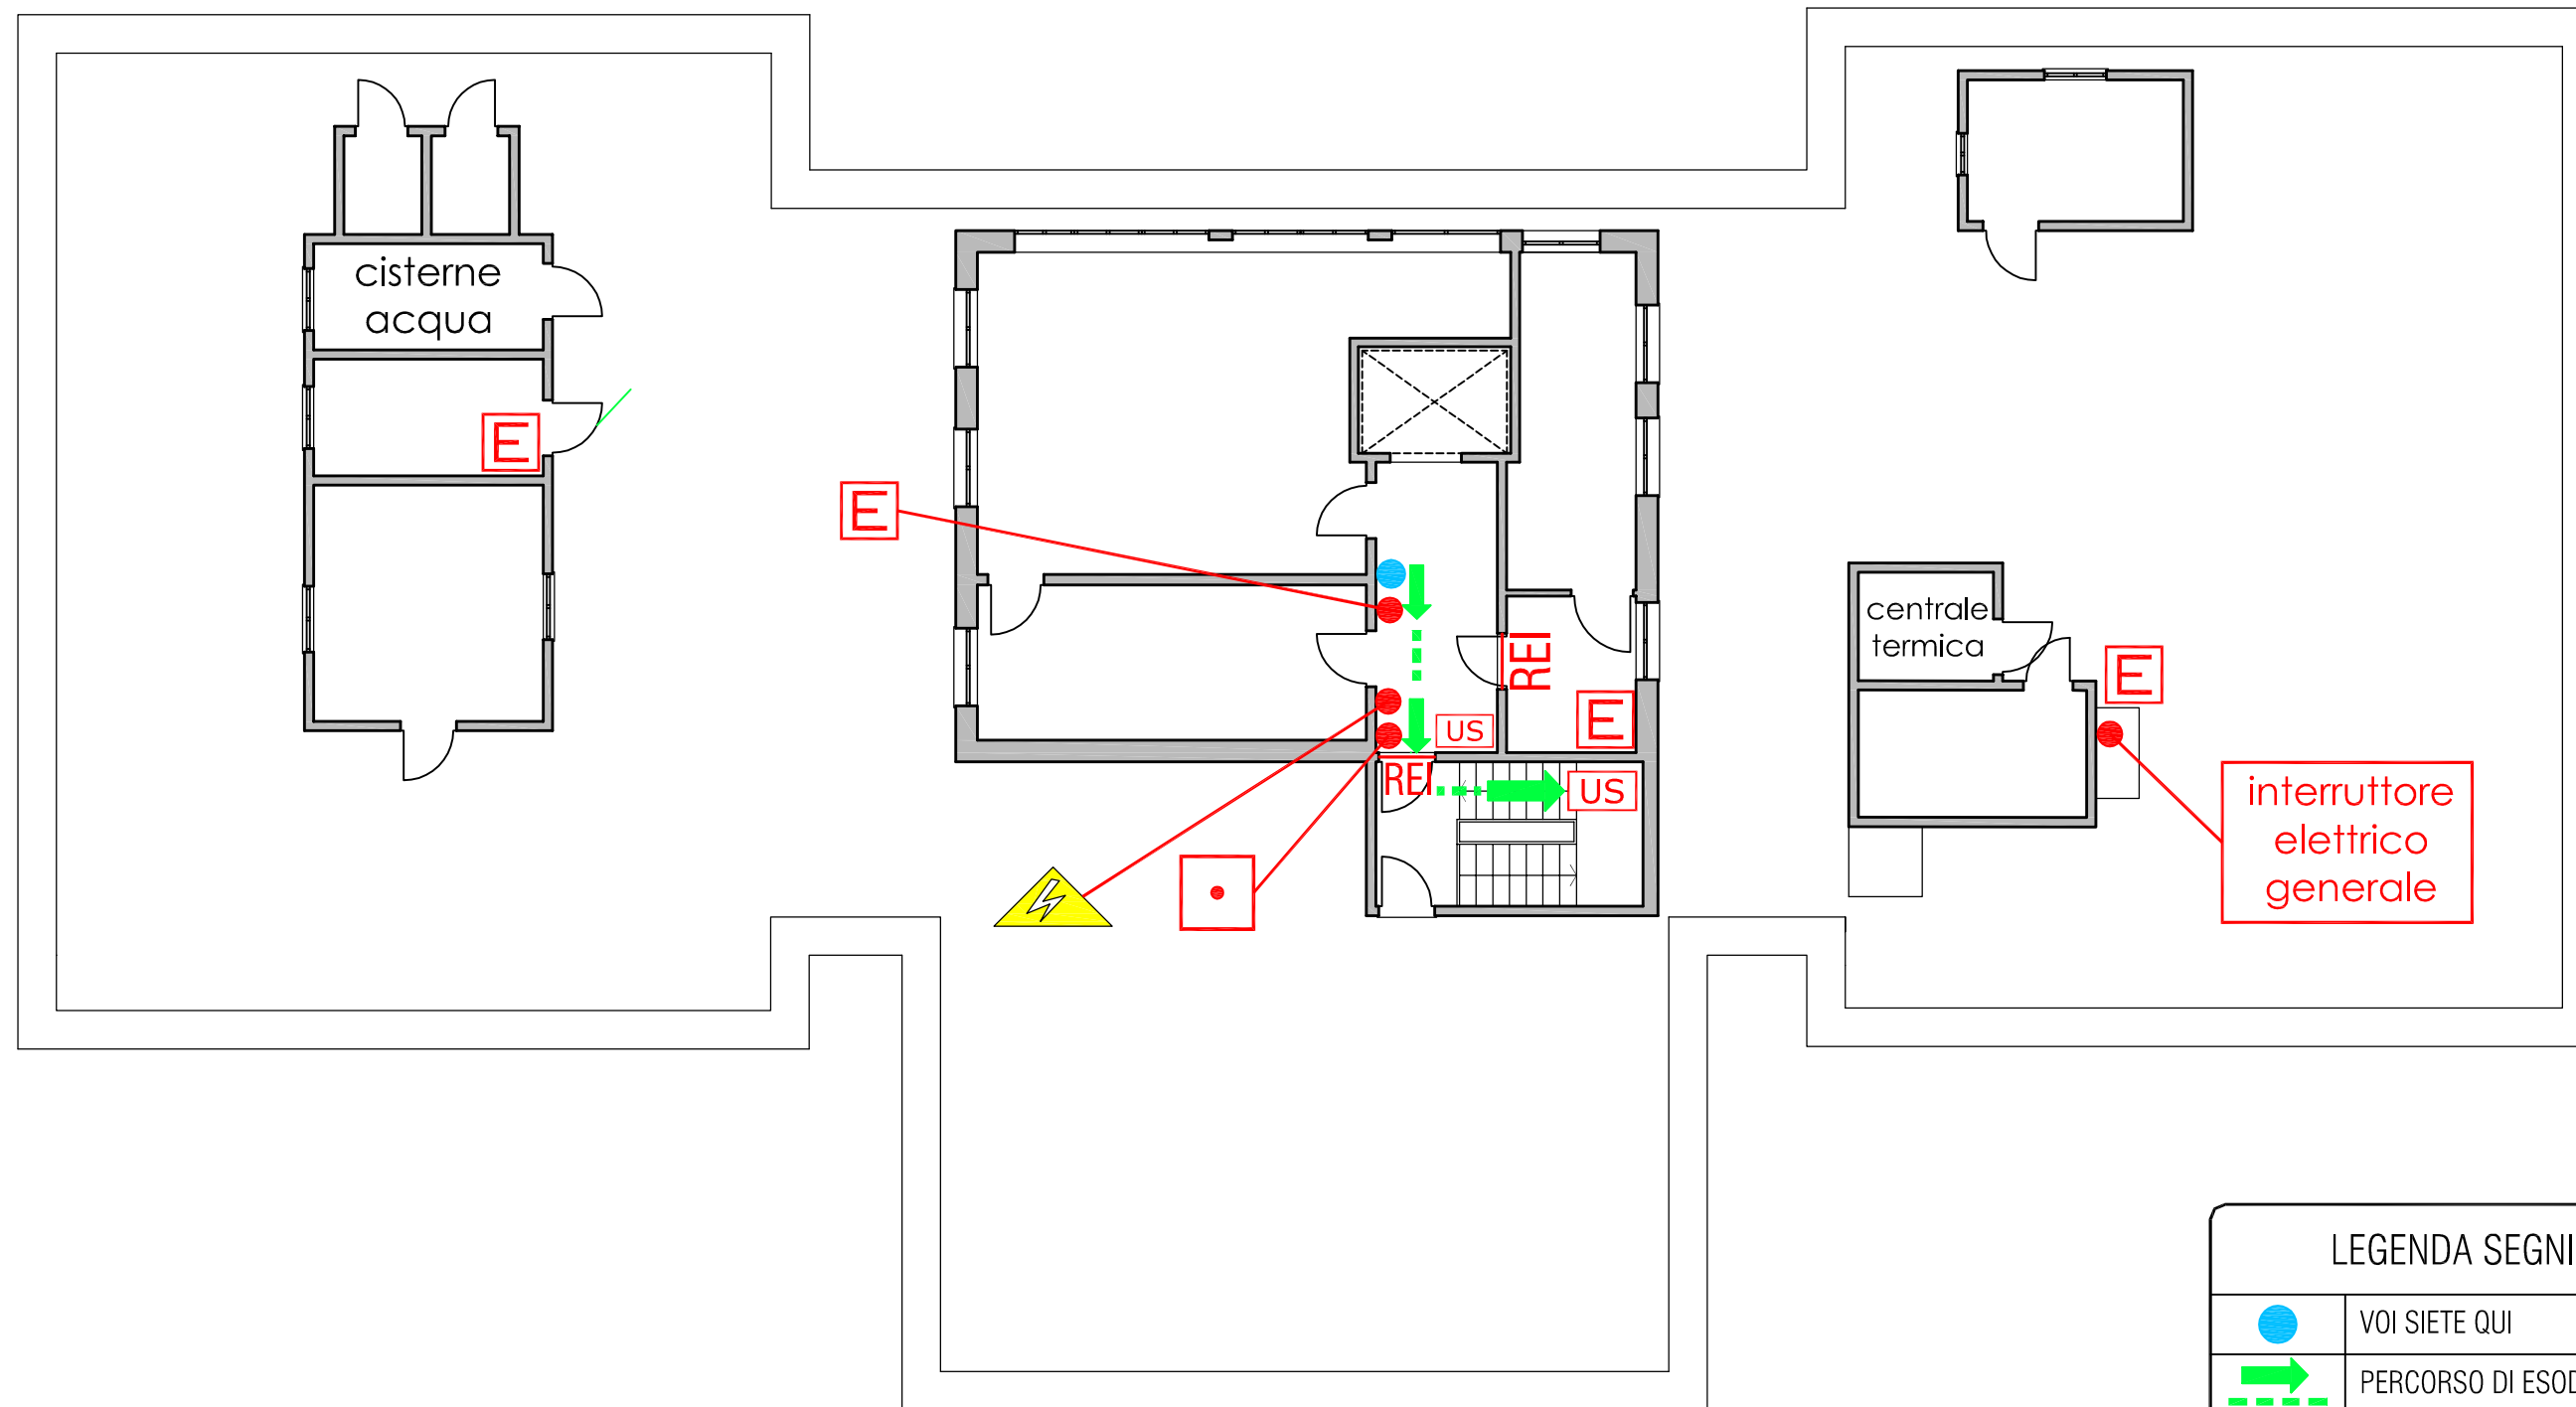 cisterne
acqua
E
E
REI
US
E
REI
US
centrale
termica
E
interruttore
elettrico
generale
LEGENDA SEGNI
VOI SIETE QUI
PERCORSO DI ESOD